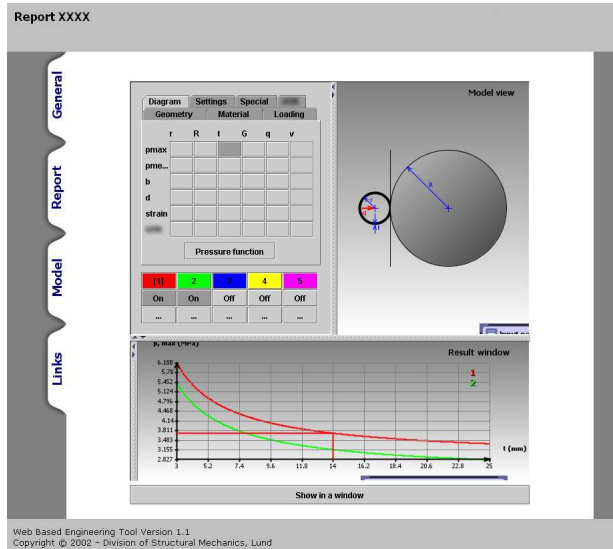 Report XXXX
General
Report
Model
Links
Diagram Settings Special
Geometry Material Loading
r R t G q v
pmax
pme...
b
d
strain
Pressure function
[1] 2 3 4 5
On On Off Off Off
... ... ... ... ...
Model view
R
r
t
p, max (MPa)
Result window
1
2
6.108
5.78
5.452
5.124
4.796
4.468
4.14
3.811
3.483
3.155
2.827
t (mm)
3 5.2 7.4 9.6 11.8 14 16.2 18.4 20.6 22.8 25
Show in a window
Web Based Engineering Tool Version 1.1
Copyright © 2002 - Division of Structural Mechanics, Lund